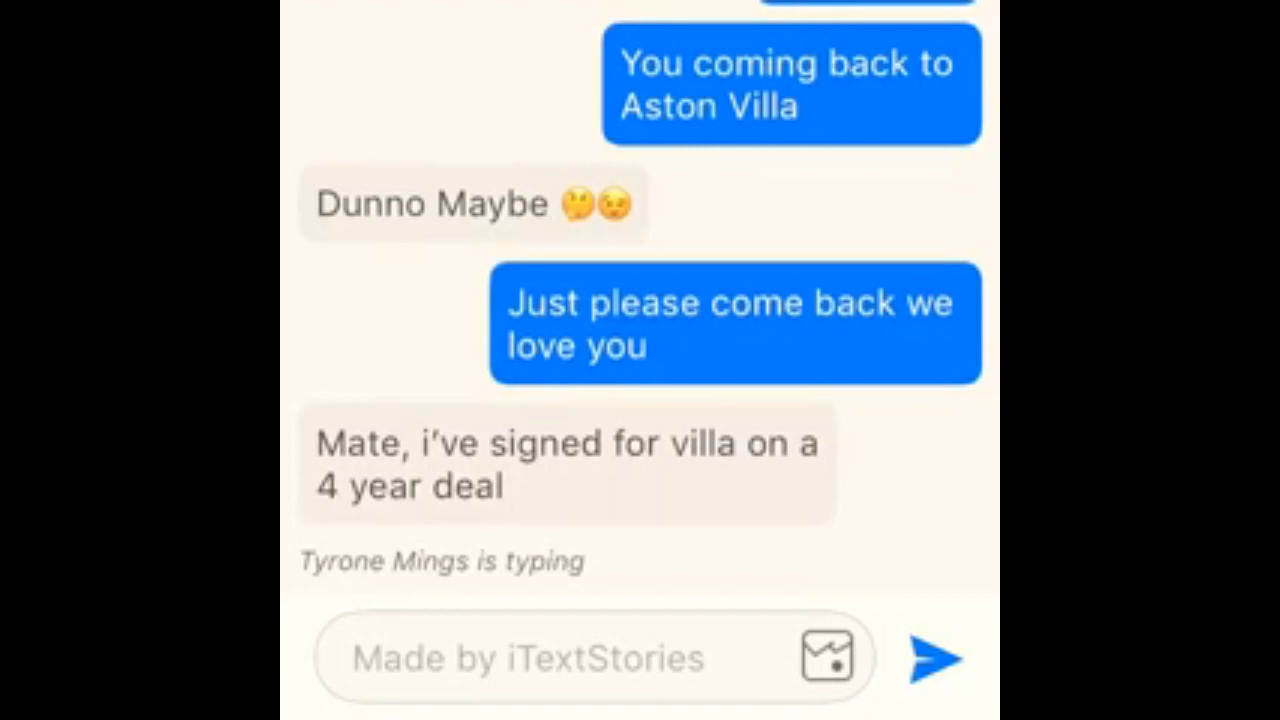 You coming back to
Aston Villa
Dunno Maybe 🤔😉
Just please come back we
love you
Mate, i've signed for villa on a
4 year deal
Tyrone Mings is typing
Made by iTextStories